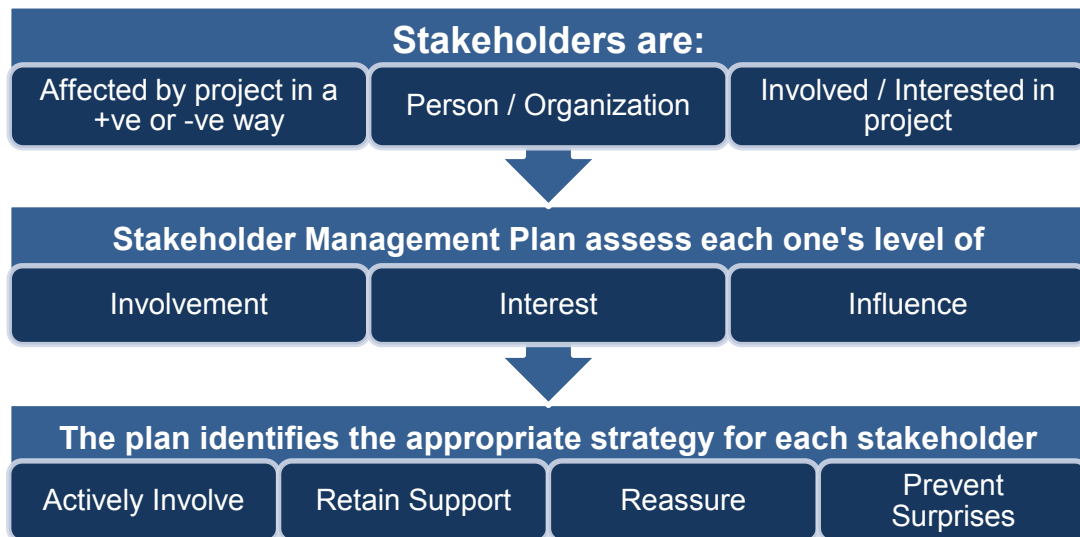 Stakeholders are:
Affected by project in a
+ve or -ve way
Person / Organization
Involved / Interested in
project
Stakeholder Management Plan assess each one's level of
Involvement
Interest
Influence
The plan identifies the appropriate strategy for each stakeholder
Actively Involve
Retain Support
Reassure
Prevent
Surprises